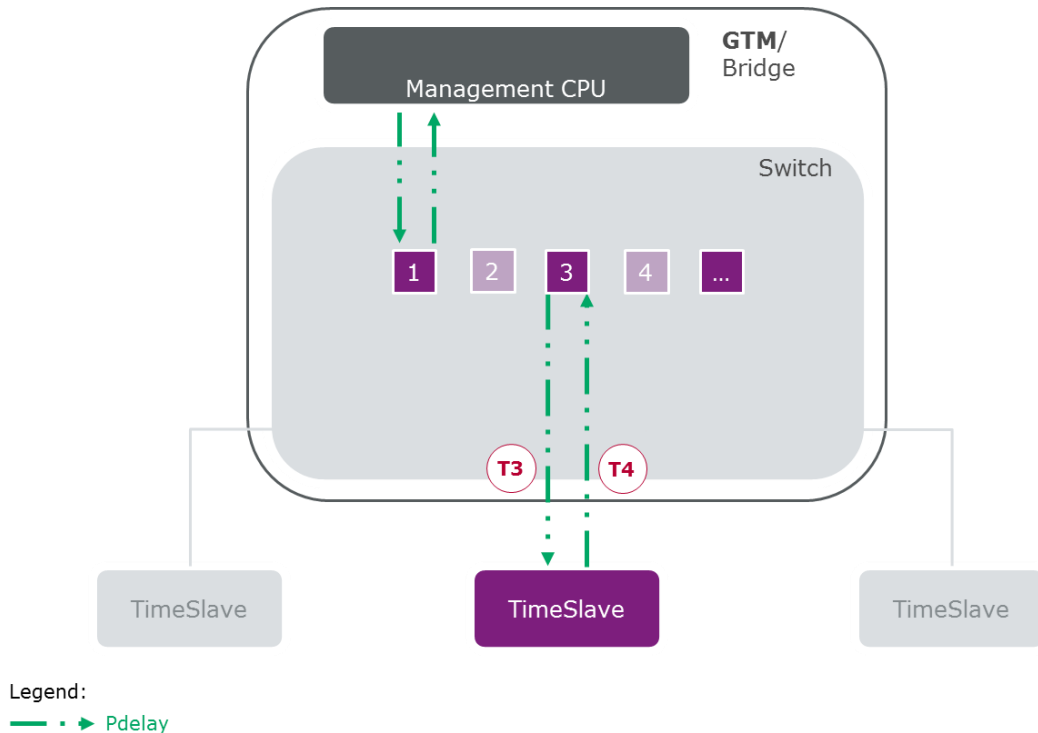 GTM/
Bridge
Management CPU
Switch
1
2
3
4
...
T3
T4
TimeSlave
TimeSlave
TimeSlave
Legend:
Pdelay